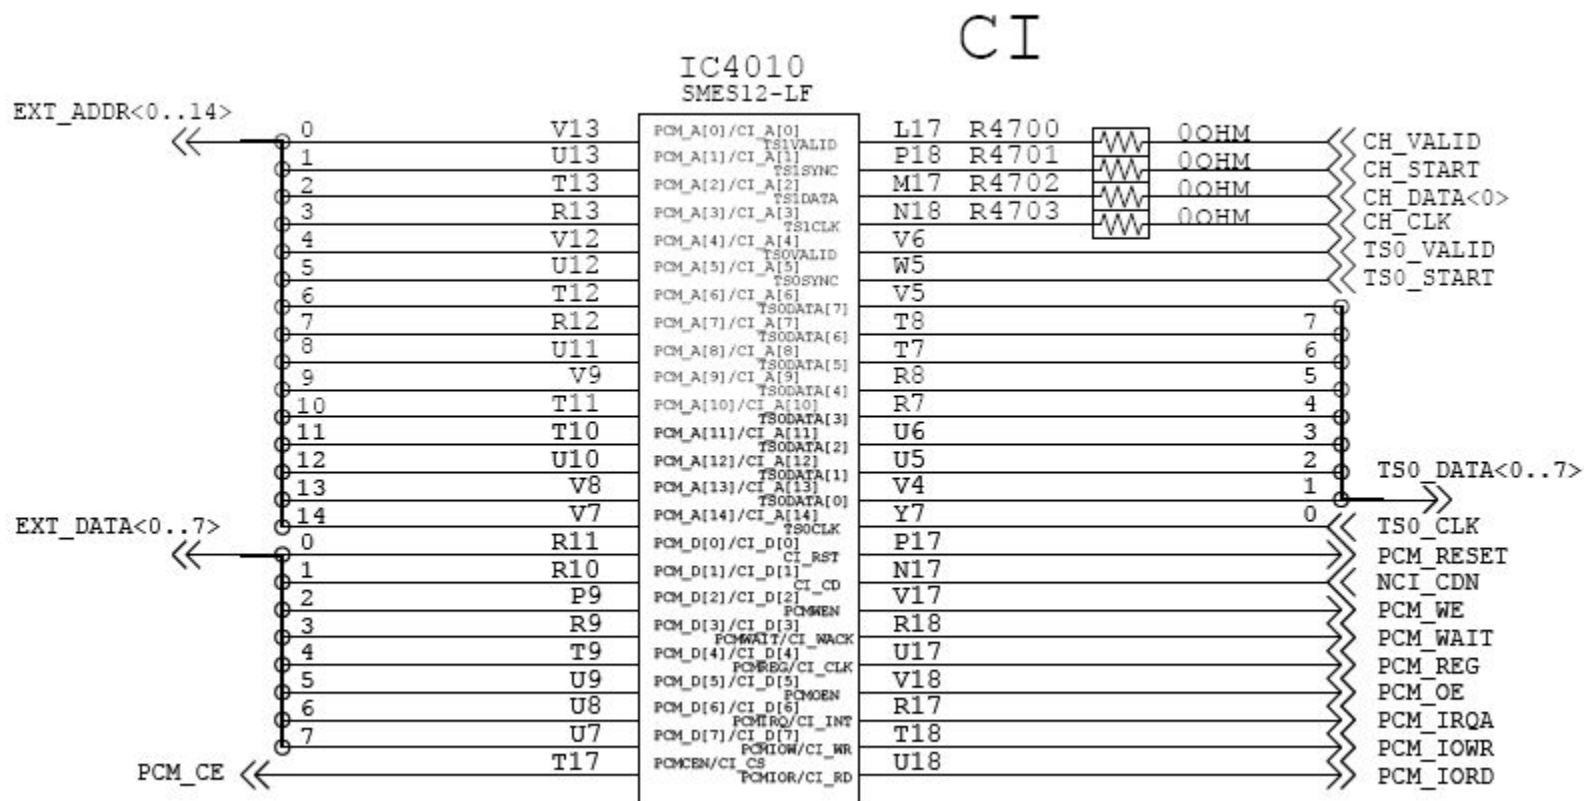 CI
IC4010
SMES12-LF
EXT_ADDR<0..14>
0 V13 PCM_A[0]/CI_A[0] TS1VALID L17 R4700 0OHM CH_VALID
1 U13 PCM_A[1]/CI_A[1] TS1SYNC P18 R4701 0OHM CH_START
2 T13 PCM_A[2]/CI_A[2] TS1DATA M17 R4702 0OHM CH_DATA<0>
3 R13 PCM_A[3]/CI_A[3] TS1CLK N18 R4703 0OHM CH_CLK
4 V12 PCM_A[4]/CI_A[4] TS0VALID V6 TS0_VALID
5 U12 PCM_A[5]/CI_A[5] TS0SYNC W5 TS0_START
6 T12 PCM_A[6]/CI_A[6] TS0DATA[7] V5
7 R12 PCM_A[7]/CI_A[7] TS0DATA[6] T8 7
8 U11 PCM_A[8]/CI_A[8] TS0DATA[5] T7 6
9 V9 PCM_A[9]/CI_A[9] TS0DATA[4] R8 5
10 T11 PCM_A[10]/CI_A[10] TS0DATA[3] R7 4
11 T10 PCM_A[11]/CI_A[11] TS0DATA[2] U6 3
12 U10 PCM_A[12]/CI_A[12] TS0DATA[1] U5 2 TS0_DATA<0..7>
13 V8 PCM_A[13]/CI_A[13] TS0DATA[0] V4 1
14 V7 PCM_A[14]/CI_A[14] TS0CLK Y7 0 TS0_CLK
EXT_DATA<0..7>
0 R11 PCM_D[0]/CI_D[0] CI_RST P17 PCM_RESET
1 R10 PCM_D[1]/CI_D[1] CI_CD N17 NCI_CDN
2 P9 PCM_D[2]/CI_D[2] PCMWEN V17 PCM_WE
3 R9 PCM_D[3]/CI_D[3] PCMWAIT/CI_WACK R18 PCM_WAIT
4 T9 PCM_D[4]/CI_D[4] PCMREG/CI_CLK U17 PCM_REG
5 U9 PCM_D[5]/CI_D[5] PCMOEN V18 PCM_OE
6 U8 PCM_D[6]/CI_D[6] PCMIRQ/CI_INT R17 PCM_IRQA
7 U7 PCM_D[7]/CI_D[7] PCMIOW/CI_WR T18 PCM_IOWR
PCM_CE T17 PCMCEN/CI_CS PCMIOR/CI_RD U18 PCM_IORD